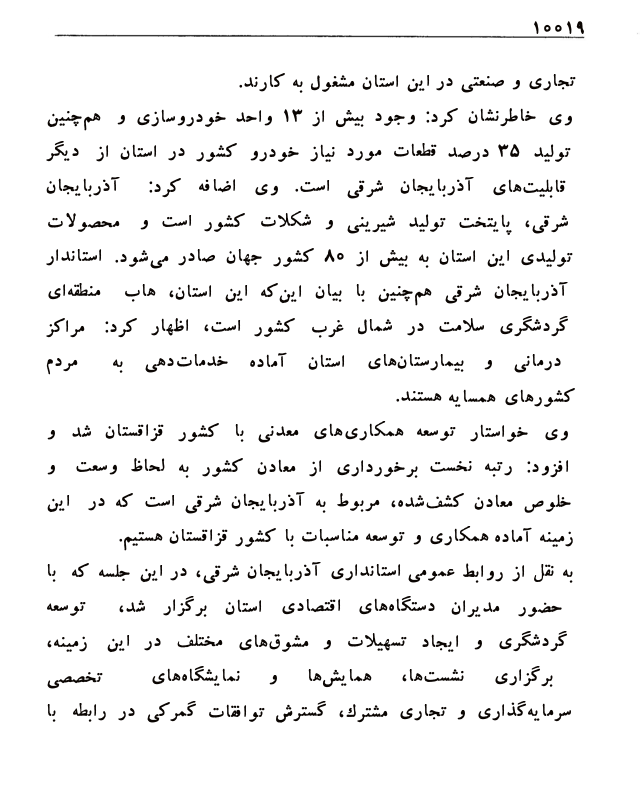 ۱۰۰۱۹
تجاری و صنعتی در این استان مشغول به کارند.
وی خاطرنشان کرد: وجود بیش از ۱۳ واحد خودروسازی و هم‌چنین
تولید ۳۵ درصد قطعات مورد نیاز خودرو کشور در استان از دیگر
قابلیت‌های آذربایجان شرقی است. وی اضافه کرد: آذربایجان
شرقی، پایتخت تولید شیرینی و شکلات کشور است و محصولات
تولیدی این استان به بیش از ۸۰ کشور جهان صادر می‌شود. استاندار
آذربایجان شرقی هم‌چنین با بیان این‌که این استان، هاب منطقه‌ای
گردشگری سلامت در شمال غرب کشور است، اظهار کرد: مراکز
درمانی و بیمارستان‌های استان آماده خدمات‌دهی به مردم
کشورهای همسایه هستند.
وی خواستار توسعه همکاری‌های معدنی با کشور قزاقستان شد و
افزود: رتبه نخست برخورداری از معادن کشور به لحاظ وسعت و
خلوص معادن کشف‌شده، مربوط به آذربایجان شرقی است که در این
زمینه آماده همکاری و توسعه مناسبات با کشور قزاقستان هستیم.
به نقل از روابط عمومی استانداری آذربایجان شرقی، در این جلسه که با
حضور مدیران دستگاه‌های اقتصادی استان برگزار شد، توسعه
گردشگری و ایجاد تسهیلات و مشوق‌های مختلف در این زمینه،
برگزاری نشست‌ها، همایش‌ها و نمایشگاه‌های تخصصی
سرمایه‌گذاری و تجاری مشترك، گسترش توافقات گمرکی در رابطه با